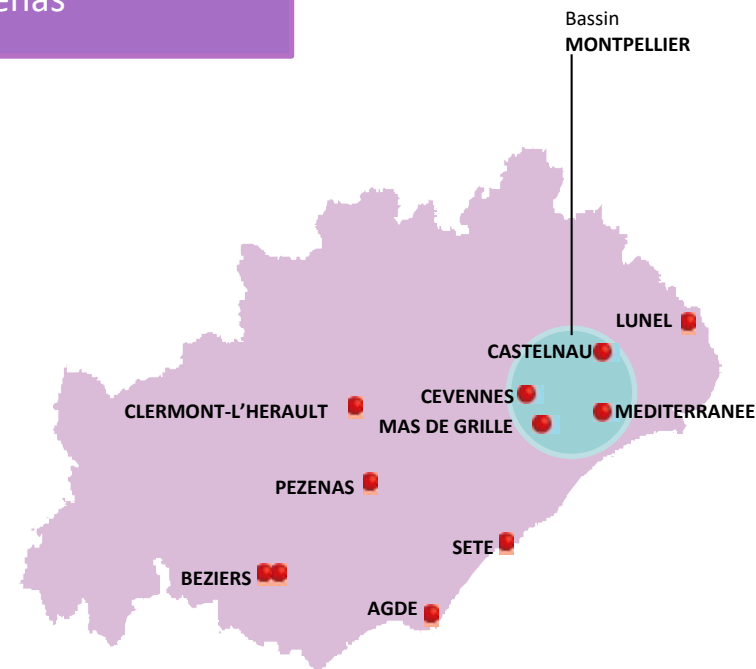 Bassin
MONTPELLIER
LUNEL
CASTELNAU
CEVENNES
CLERMONT-L'HERAULT
MEDITERRANEE
MAS DE GRILLE
PEZENAS
SETE
BEZIERS
AGDE